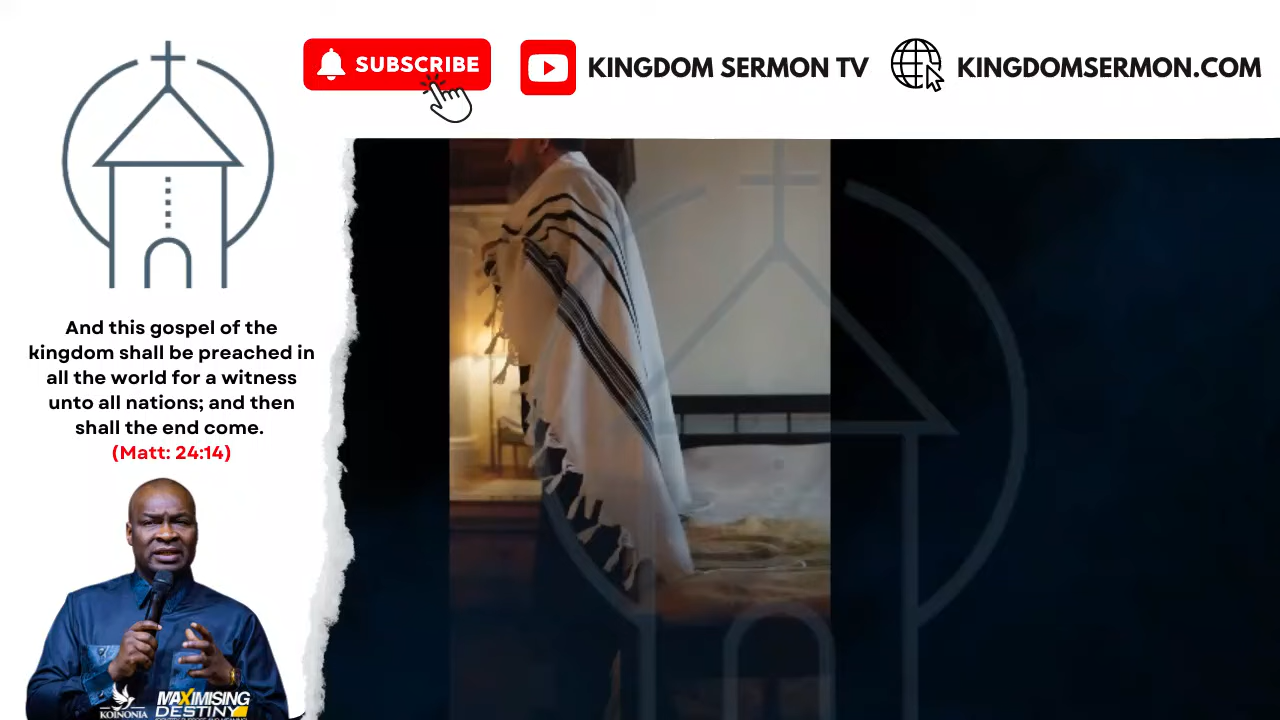 SUBSCRIBE
KINGDOM SERMON TV
KINGDOMSERMON.COM
And this gospel of the
kingdom shall be preached in
all the world for a witness
unto all nations; and then
shall the end come.
(Matt: 24:14)
KOINONIA
MAXIMISING
DESTINY